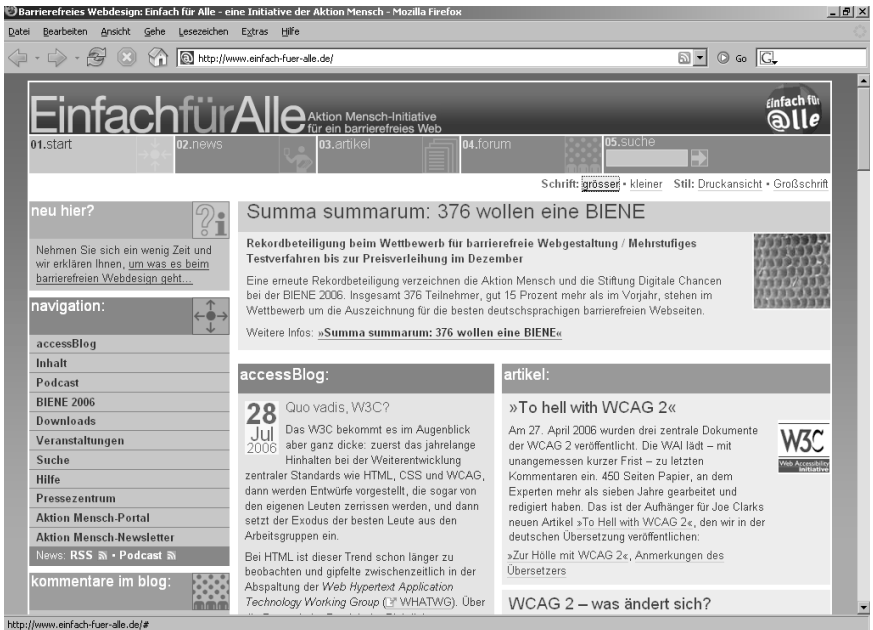 Barrierefreies Webdesign: Einfach für Alle - eine Initiative der Aktion Mensch - Mozilla Firefox
Datei Bearbeiten Ansicht Gehe Lesezeichen Extras Hilfe
http://www.einfach-fuer-alle.de/
Go
G
EinfachfürAlle
Aktion Mensch-Initiative
für ein barrierefreies Web
einfach für
@lle
01.start 02.news 03.artikel 04.forum 05.suche
Schrift: grösser • kleiner Stil: Druckansicht • Großschrift
neu hier?
Nehmen Sie sich ein wenig Zeit und
wir erklären Ihnen, um was es beim
barrierefreien Webdesign geht...
navigation:
accessBlog
Inhalt
Podcast
BIENE 2006
Downloads
Veranstaltungen
Suche
Hilfe
Pressezentrum
Aktion Mensch-Portal
Aktion Mensch-Newsletter
News: RSS • Podcast
kommentare im blog:
Summa summarum: 376 wollen eine BIENE
Rekordbeteiligung beim Wettbewerb für barrierefreie Webgestaltung / Mehrstufiges
Testverfahren bis zur Preisverleihung im Dezember
Eine erneute Rekordbeteiligung verzeichnen die Aktion Mensch und die Stiftung Digitale Chancen
bei der BIENE 2006. Insgesamt 376 Teilnehmer, gut 15 Prozent mehr als im Vorjahr, stehen im
Wettbewerb um die Auszeichnung für die besten deutschsprachigen barrierefreien Webseiten.
Weitere Infos: »Summa summarum: 376 wollen eine BIENE«
accessBlog:
28
Jul
2006
Quo vadis, W3C?
Das W3C bekommt es im Augenblick
aber ganz dicke: zuerst das jahrelange
Hinhalten bei der Weiterentwicklung
zentraler Standards wie HTML, CSS und WCAG,
dann werden Entwürfe vorgestellt, die sogar von
den eigenen Leuten zerrissen werden, und dann
setzt der Exodus der besten Leute aus den
Arbeitsgruppen ein.
Bei HTML ist dieser Trend schon länger zu
beobachten und gipfelte zwischenzeitlich in der
Abspaltung der Web Hypertext Application
Technology Working Group (WHATWG). Über
artikel:
»To hell with WCAG 2«
Am 27. April 2006 wurden drei zentrale Dokumente
der WCAG 2 veröffentlicht. Die WAI lädt – mit
unangemessen kurzer Frist – zu letzten
Kommentaren ein. 450 Seiten Papier, an dem
Experten mehr als sieben Jahre gearbeitet und
redigiert haben. Das ist der Aufhänger für Joe Clarks
neuen Artikel »To Hell with WCAG 2«, den wir in der
deutschen Übersetzung veröffentlichen:
»Zur Hölle mit WCAG 2«, Anmerkungen des
Übersetzers
W3C
Web Accessibility
initiative
WCAG 2 – was ändert sich?
http://www.einfach-fuer-alle.de/#